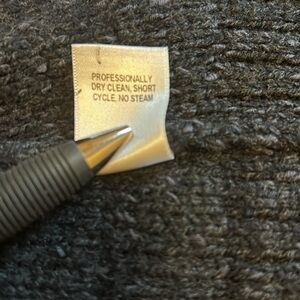 PROFESSIONALLY
DRY CLEAN, SHORT
CYCLE, NO STEAM